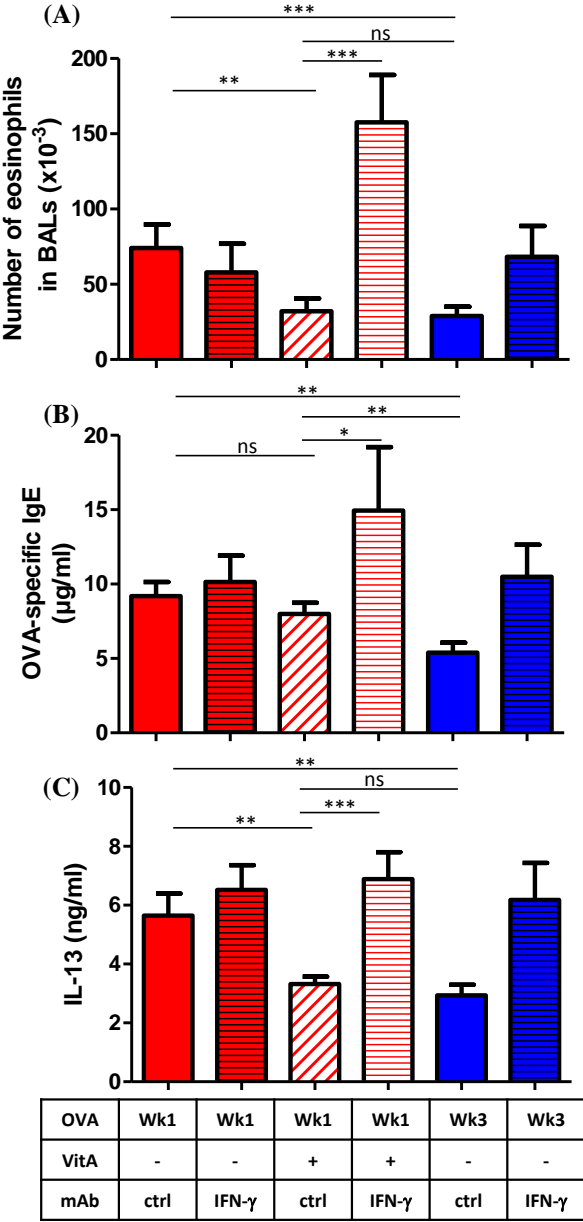 (A)
***
ns
***
**
Number of eosinophils
in BALs (x10⁻³)
200
150
100
50
0
(B)
**
**
*
ns
OVA-specific IgE
(µg/ml)
20
15
10
5
0
(C)
**
ns
***
**
IL-13 (ng/ml)
10
8
6
4
2
0
OVA Wk1 Wk1 Wk1 Wk1 Wk3 Wk3
VitA - - + + - -
mAb ctrl IFN-γ ctrl IFN-γ ctrl IFN-γ